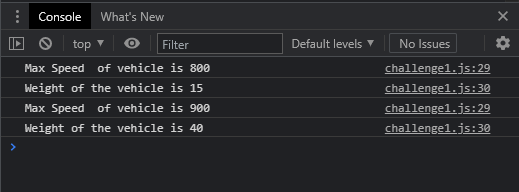 Console What's New
top Filter Default levels No Issues
Max Speed  of vehicle is 800 challenge1.js:29
Weight of the vehicle is 15 challenge1.js:30
Max Speed  of vehicle is 900 challenge1.js:29
Weight of the vehicle is 40 challenge1.js:30